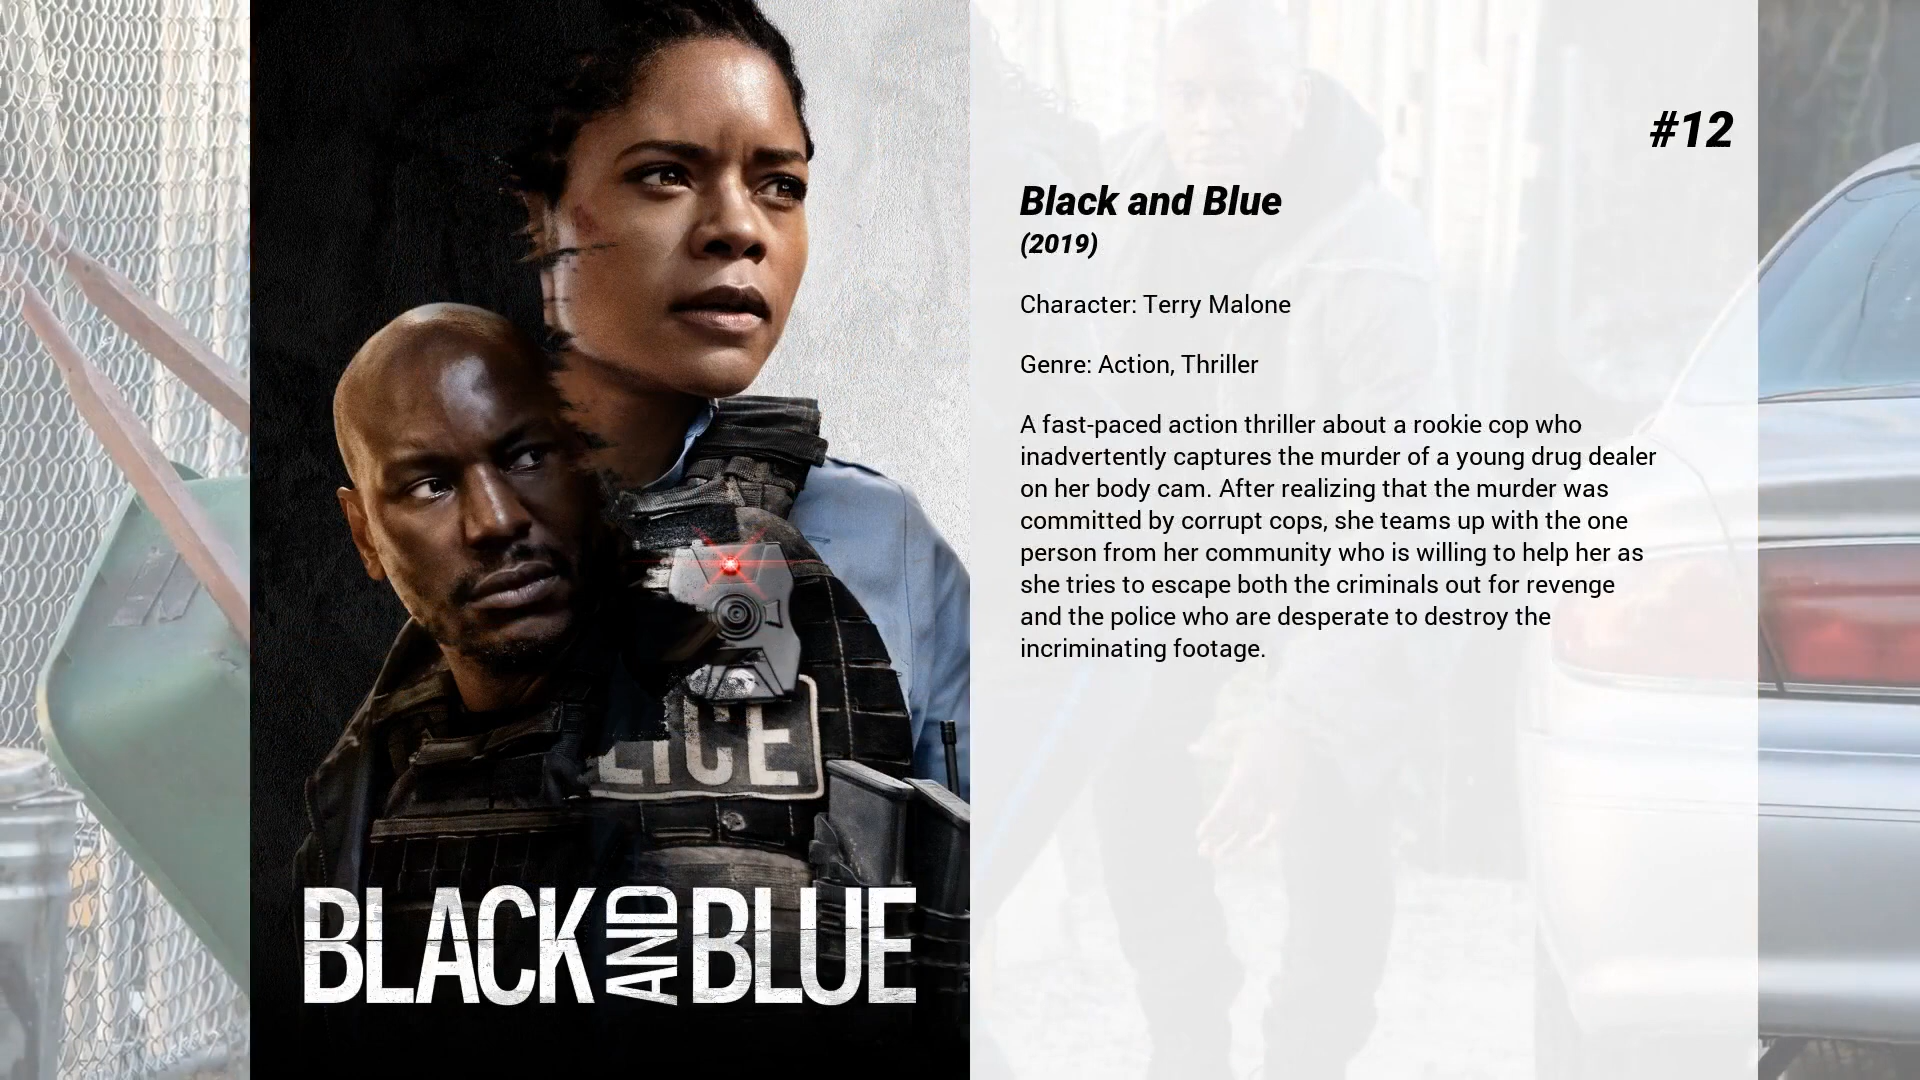 LICE
BLACK AND BLUE
#12
Black and Blue
(2019)
Character: Terry Malone
Genre: Action, Thriller
A fast-paced action thriller about a rookie cop who
inadvertently captures the murder of a young drug dealer
on her body cam. After realizing that the murder was
committed by corrupt cops, she teams up with the one
person from her community who is willing to help her as
she tries to escape both the criminals out for revenge
and the police who are desperate to destroy the
incriminating footage.